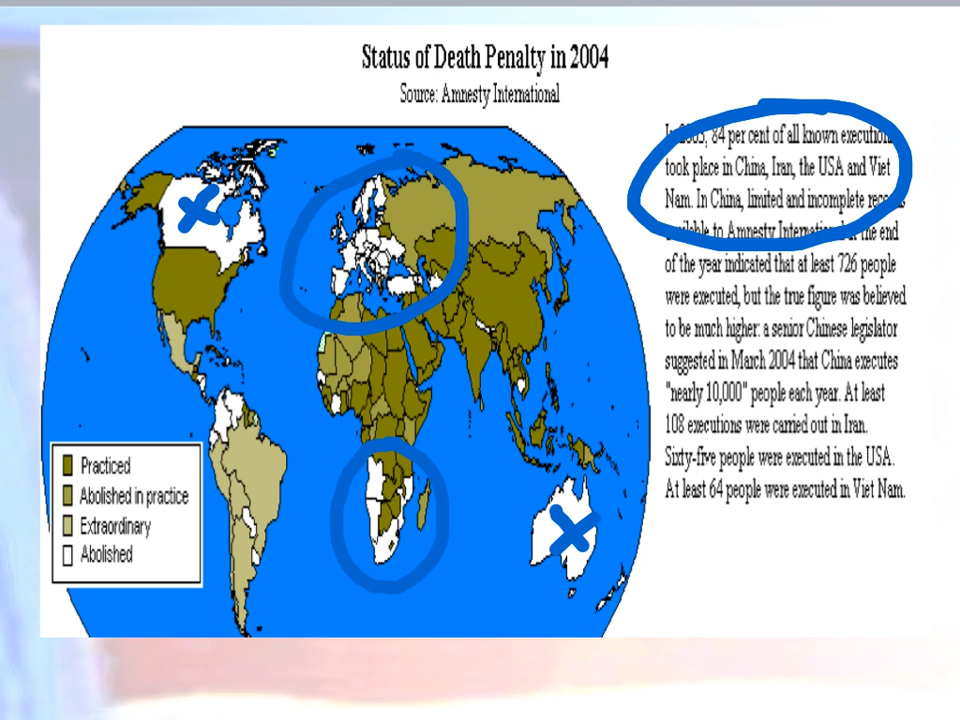 Status of Death Penalty in 2004
Source: Amnesty International
84 per cent of all known execution
took place in China, Iran, the USA and Viet
Nam. In China, limited and incomplete
to Amnesty International the end
of the year indicated that at least 726 people
were executed, but the true figure was believed
to be much higher: a senior Chinese legislator
suggested in March 2004 that China executes
"nearly 10,000" people each year. At least
108 executions were carried out in Iran.
Sixty-five people were executed in the USA.
At least 64 people were executed in Viet Nam.
Practiced
Abolished in practice
Extraordinary
Abolished